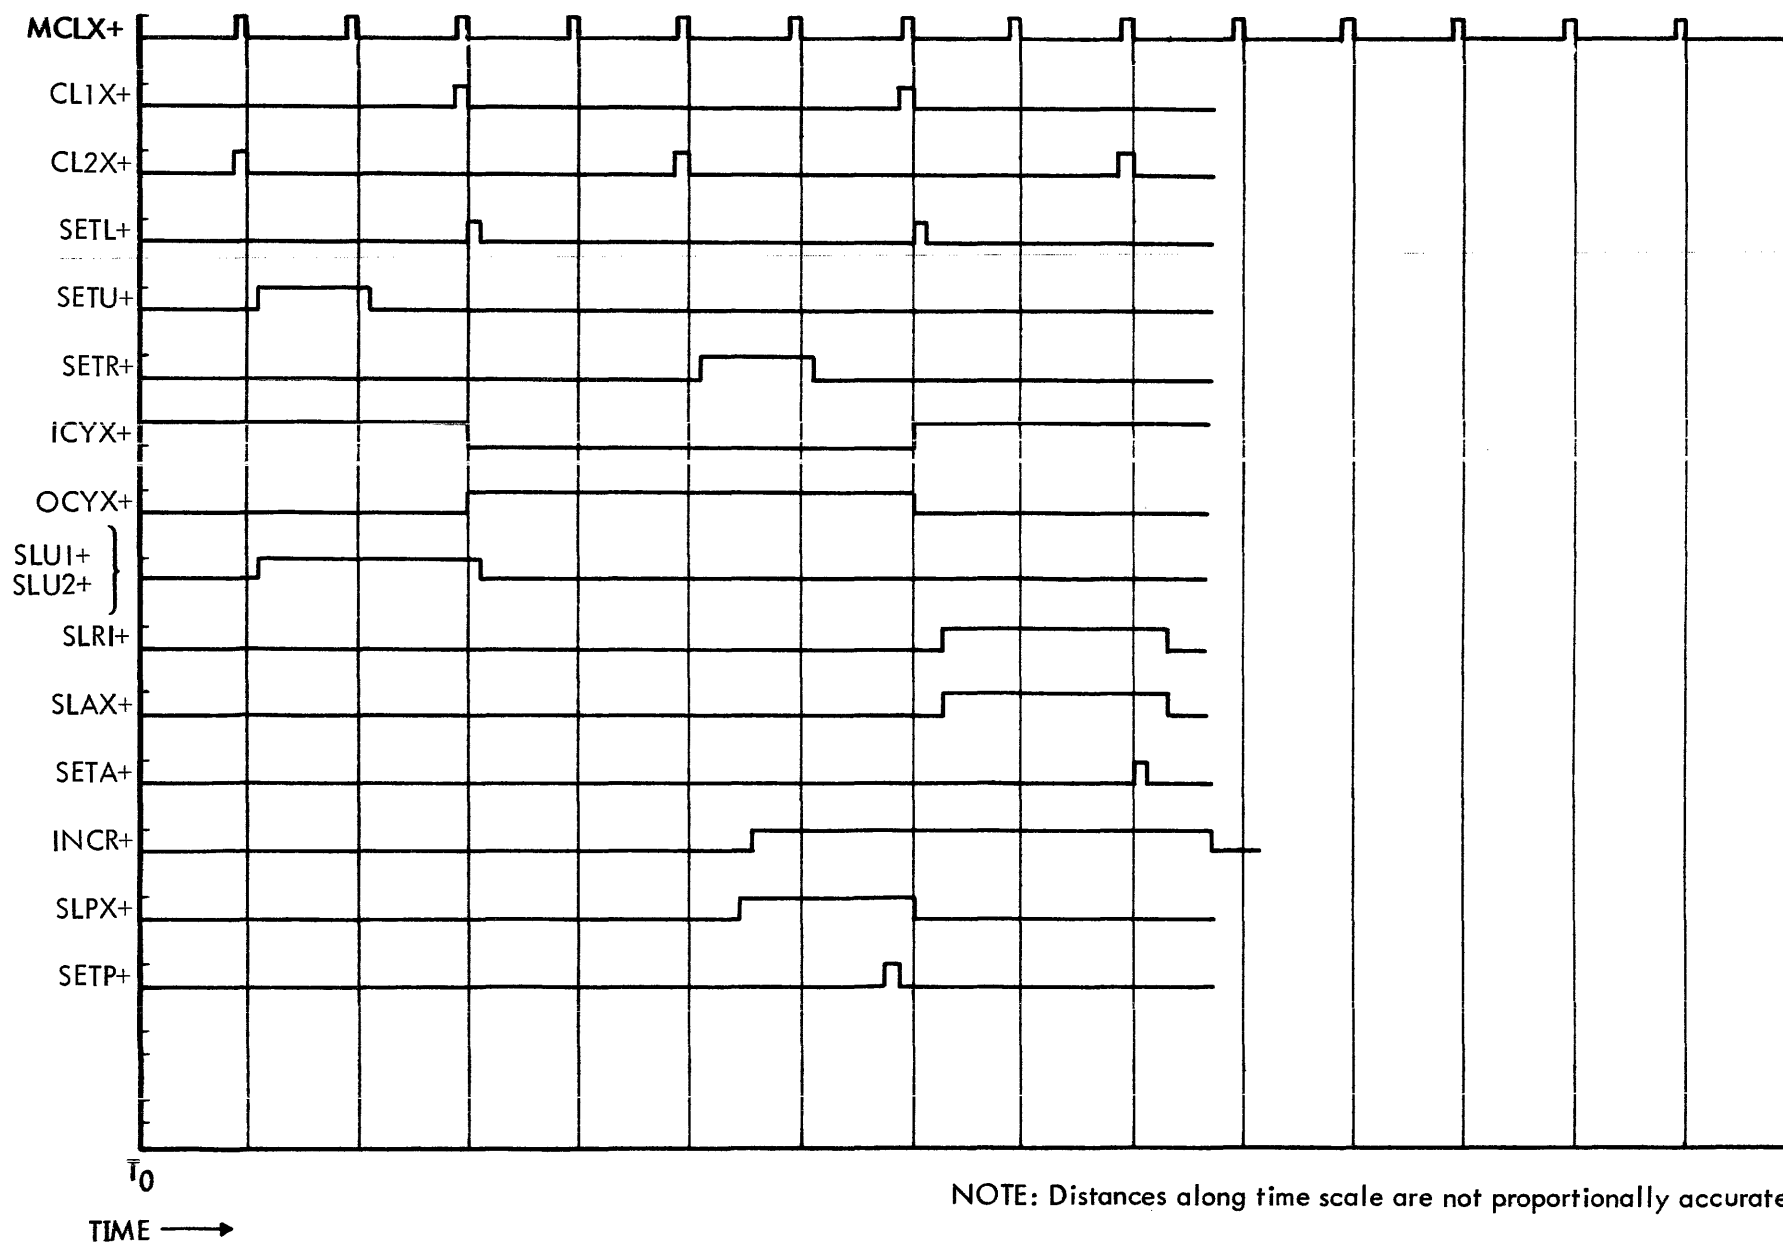 MCLX+
CL1X+
CL2X+
SETL+
SETU+
SETR+
ICYX+
OCYX+
SLU1+
SLU2+
SLRI+
SLAX+
SETA+
INCR+
SLPX+
SETP+
T0
NOTE: Distances along time scale are not proportionally accurate
TIME